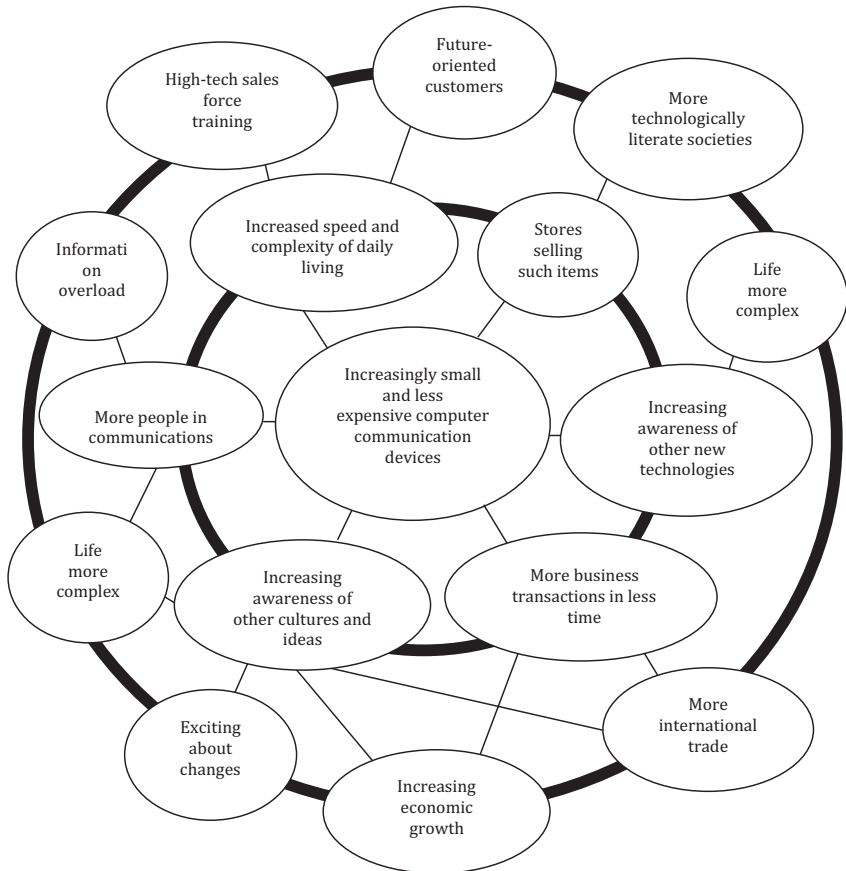 Future-
oriented
customers
High-tech sales
force
training
More
technologically
literate societies
Increased speed and
complexity of daily
living
Stores
selling
such items
Informati
on
overload
Life
more
complex
Increasingly small
and less
expensive computer
communication
devices
More people in
communications
Increasing
awareness of
other new
technologies
Life
more
complex
Increasing
awareness of
other cultures and
ideas
More business
transactions in less
time
Exciting
about
changes
More
international
trade
Increasing
economic
growth